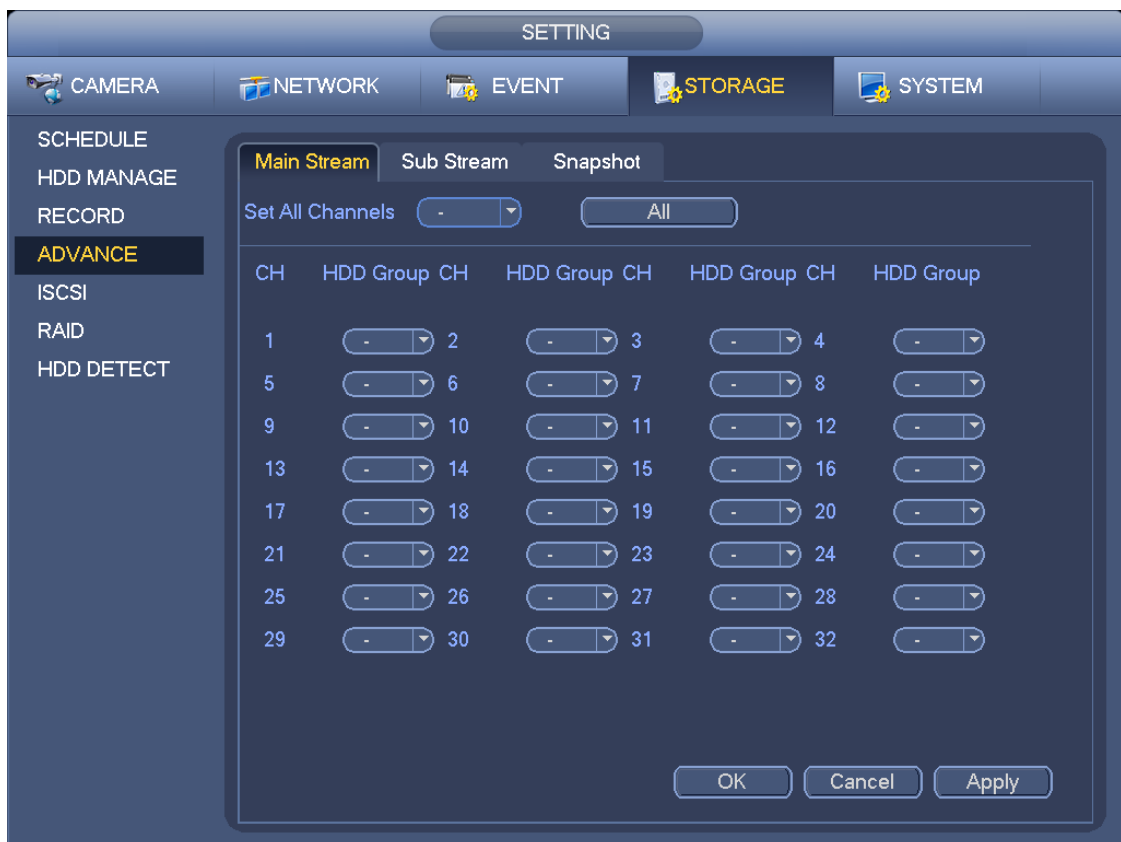 SETTING
CAMERA NETWORK EVENT STORAGE SYSTEM
SCHEDULE
HDD MANAGE
RECORD
ADVANCE
ISCSI
RAID
HDD DETECT
Main Stream Sub Stream Snapshot
Set All Channels - All
CH HDD Group CH HDD Group CH HDD Group CH HDD Group
1 - 2 - 3 - 4 -
5 - 6 - 7 - 8 -
9 - 10 - 11 - 12 -
13 - 14 - 15 - 16 -
17 - 18 - 19 - 20 -
21 - 22 - 23 - 24 -
25 - 26 - 27 - 28 -
29 - 30 - 31 - 32 -
OK Cancel Apply